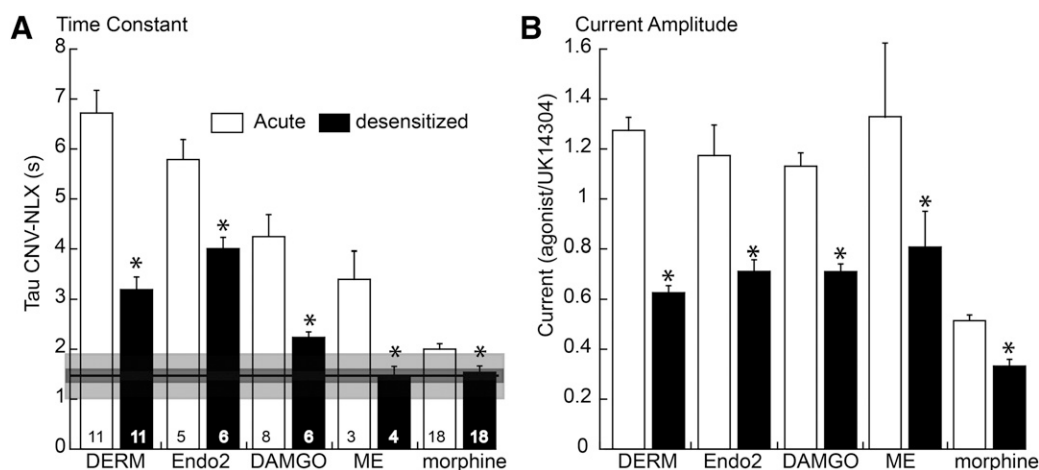 A Time Constant
8
7
6
5
4
3
2
1
0
Tau CNV-NLX (s)
Acute desensitized
* * * * *
11 11 5 6 8 6 3 4 18 18
DERM Endo2 DAMGO ME morphine
B Current Amplitude
1.6
1.4
1.2
1
0.8
0.6
0.4
0.2
0
Current (agonist/UK14304)
* * * * *
DERM Endo2 DAMGO ME morphine